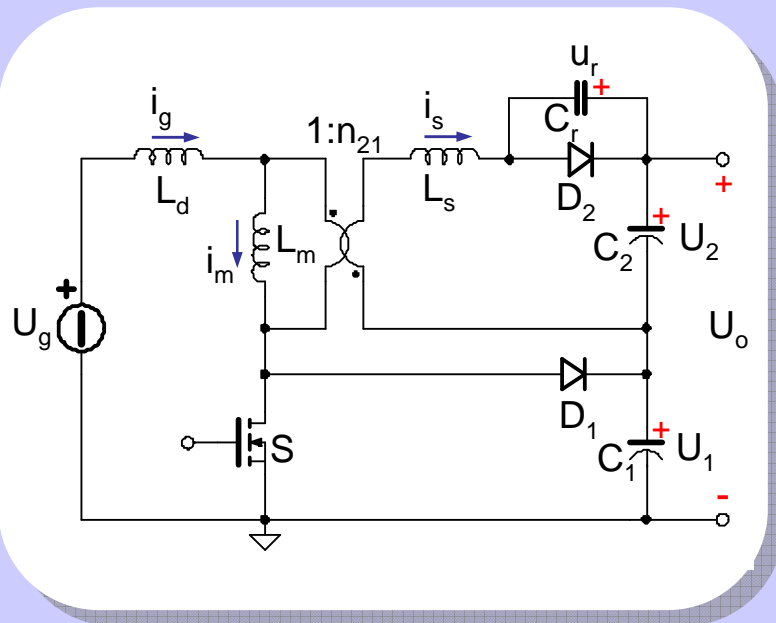 u_r
+
i_g
1:n_21
i_s
C_r
L_d
L_s
D_2
+
+
i_m
L_m
C_2
U_2
+
U_g
U_o
D_1
+
S
C_1
U_1
-